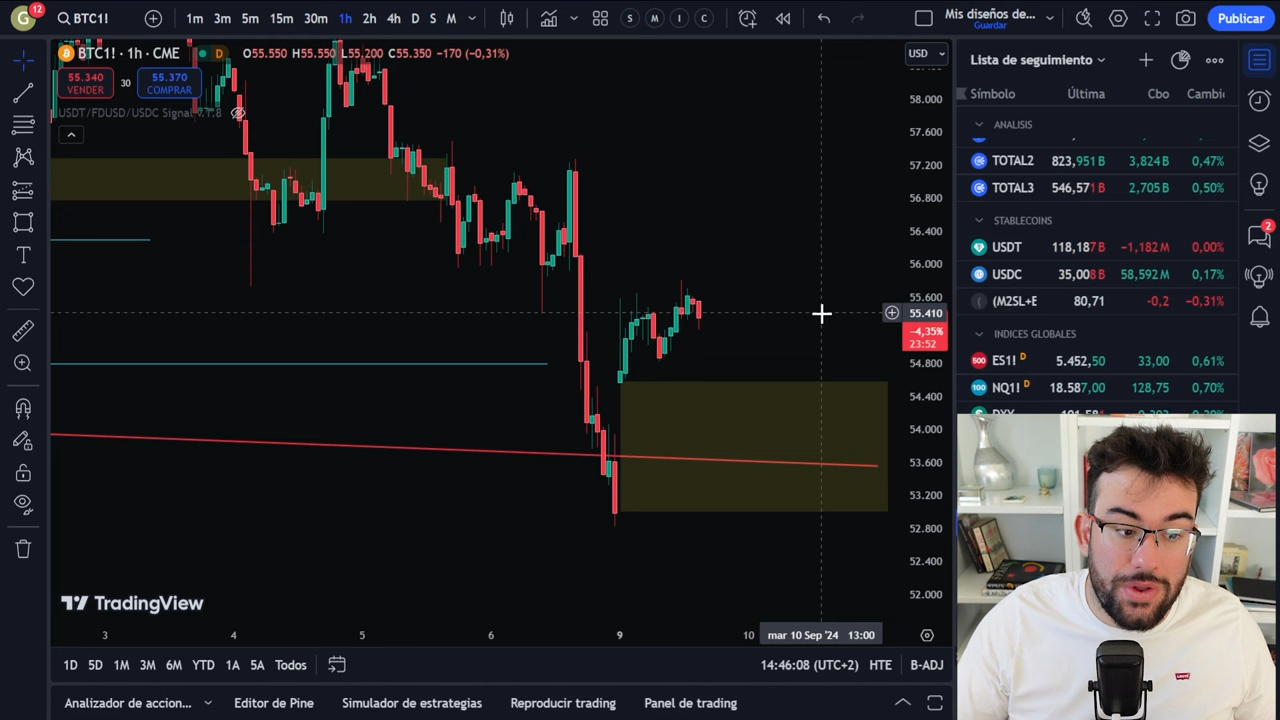 G 12
BTC1!
1m 3m 5m 15m 30m 1h 2h 4h D S M
S M I C
Mis diseños de...
Guardar
Publicar
BTC1! · 1h · CME
D
O55.550 H55.550 L55.200 C55.350 −170 (−0,31%)
55.340
VENDER
30
55.370
COMPRAR
USDT/FDUSD/USDC Signal
USD
58.000
57.600
57.200
56.800
56.400
56.000
55.600
55.410
−4,35%
23:52
54.800
54.400
54.000
53.600
53.200
52.800
52.400
52.000
TradingView
3 4 5 6 9 10
mar 10 Sep '24 13:00
1D 5D 1M 3M 6M YTD 1A 5A Todos
14:46:08 (UTC+2) HTE B-ADJ
Analizador de accion...
Editor de Pine
Simulador de estrategias
Reproducir trading
Panel de trading
Lista de seguimiento
Símbolo Última Cbo Cambi
ANALISIS
TOTAL2 823,951 B 3,824 B 0,47%
TOTAL3 546,571 B 2,705 B 0,50%
STABLECOINS
USDT 118,187 B −1,182 M 0,00%
USDC 35,008 B 58,592 M 0,17%
(M2SL+E 80,71 −0,2 −0,31%
INDICES GLOBALES
500 ES1! D 5.452,50 33,00 0,61%
100 NQ1! D 18.587,00 128,75 0,70%
2
Levi's